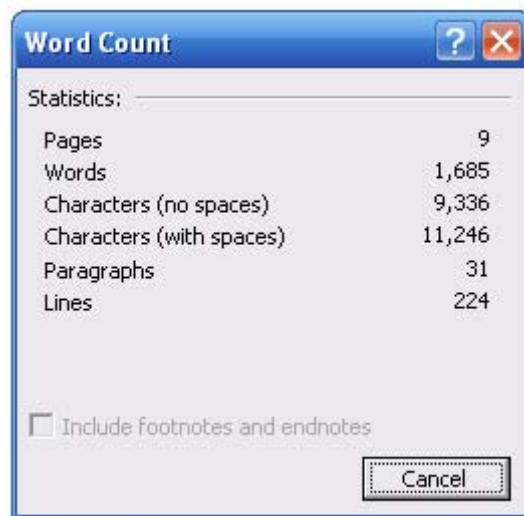 Word Count
Statistics:
Pages 9
Words 1,685
Characters (no spaces) 9,336
Characters (with spaces) 11,246
Paragraphs 31
Lines 224
Include footnotes and endnotes
Cancel